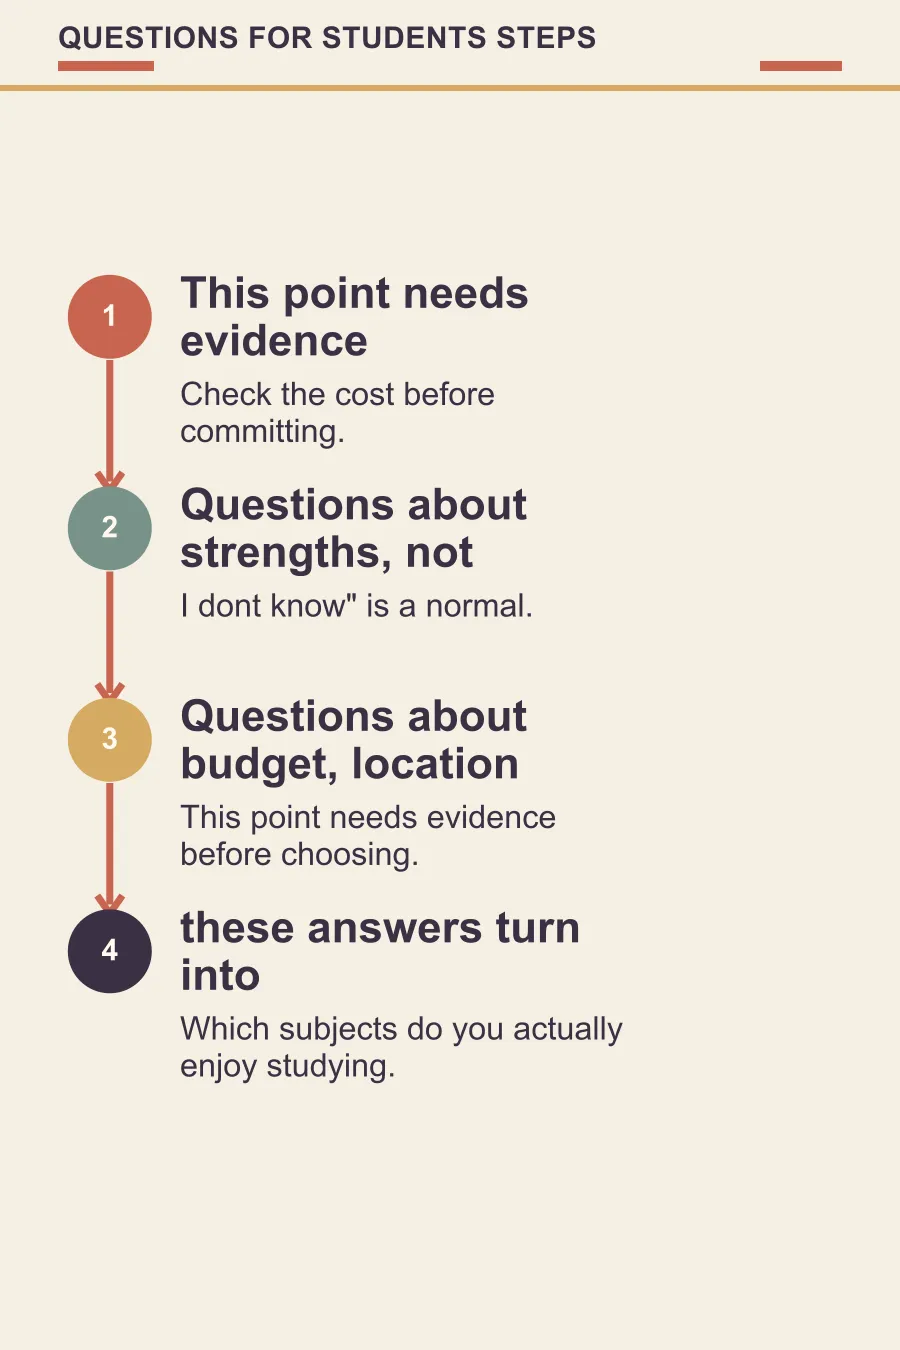 QUESTIONS FOR STUDENTS STEPS
1
This point needs
evidence
Check the cost before
committing.
2
Questions about
strengths, not
I dont know" is a normal.
3
Questions about
budget, location
This point needs evidence
before choosing.
4
these answers turn
into
Which subjects do you actually
enjoy studying.